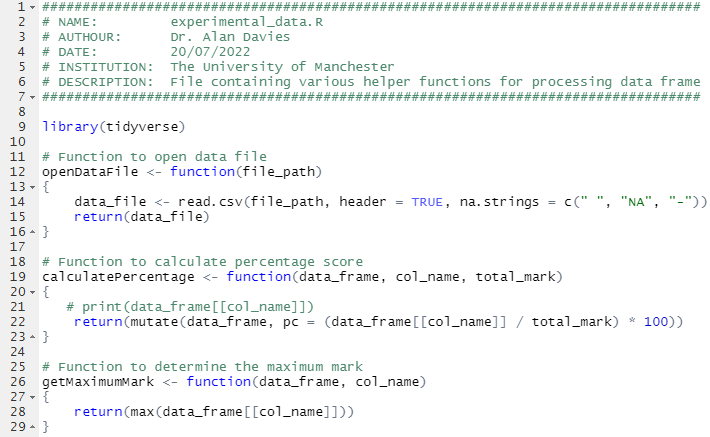 1 ##################################################################################
2 # NAME: experimental_data.R
3 # AUTHOUR: Dr. Alan Davies
4 # DATE: 20/07/2022
5 # INSTITUTION: The University of Manchester
6 # DESCRIPTION: File containing various helper functions for processing data frame
7 ##################################################################################
8
9 library(tidyverse)
10
11 # Function to open data file
12 openDataFile <- function(file_path)
13 {
14 data_file <- read.csv(file_path, header = TRUE, na.strings = c(" ", "NA", "-"))
15 return(data_file)
16 }
17
18 # Function to calculate percentage score
19 calculatePercentage <- function(data_frame, col_name, total_mark)
20 {
21 # print(data_frame[[col_name]])
22 return(mutate(data_frame, pc = (data_frame[[col_name]] / total_mark) * 100))
23 }
24
25 # Function to determine the maximum mark
26 getMaximumMark <- function(data_frame, col_name)
27 {
28 return(max(data_frame[[col_name]]))
29 }